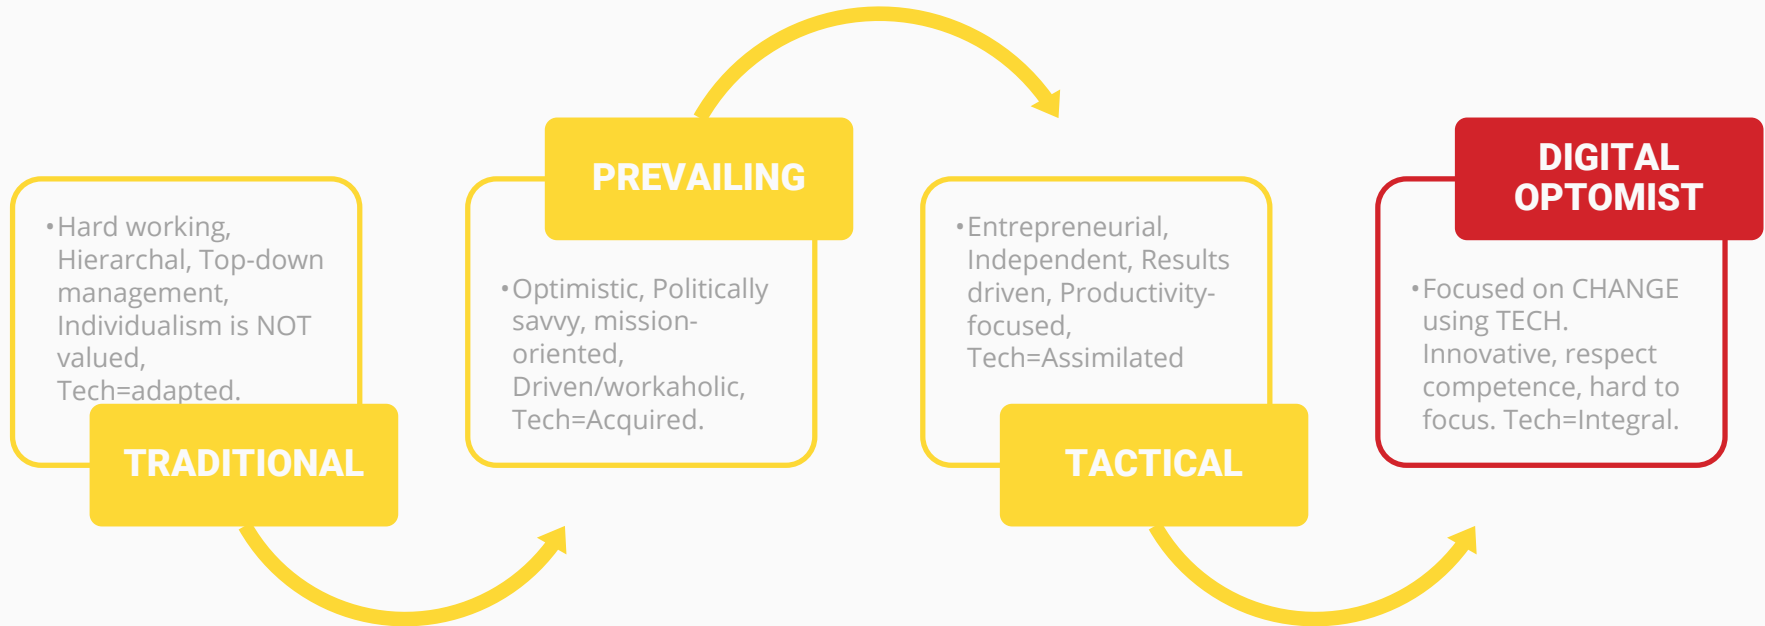 •Hard working,
Hierarchal, Top-down
management,
Individualism is NOT
valued,
Tech=adapted.
TRADITIONAL
PREVAILING
•Optimistic, Politically
savvy, mission-
oriented,
Driven/workaholic,
Tech=Acquired.
•Entrepreneurial,
Independent, Results
driven, Productivity-
focused,
Tech=Assimilated
TACTICAL
DIGITAL
OPTOMIST
•Focused on CHANGE
using TECH.
Innovative, respect
competence, hard to
focus. Tech=Integral.